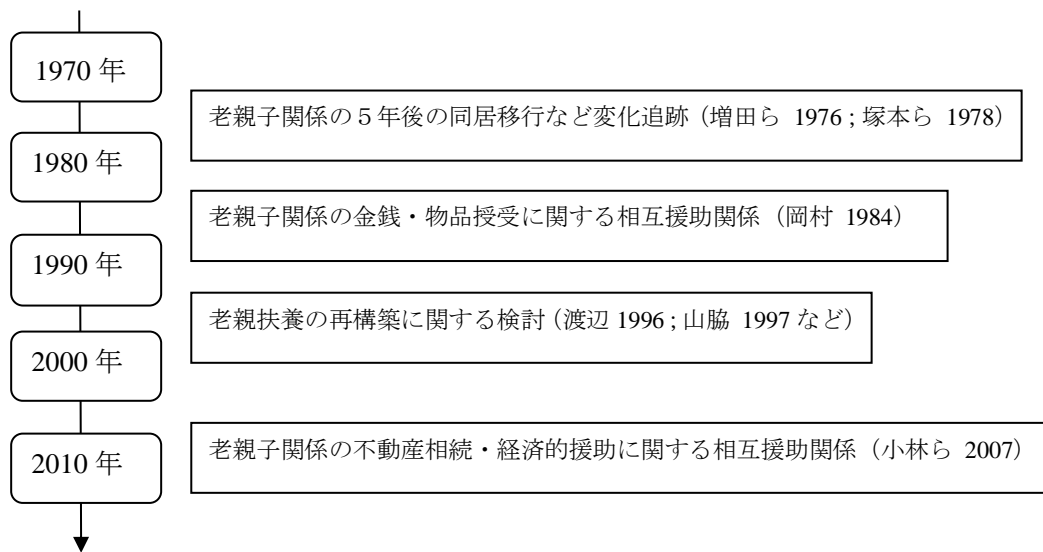 1970 年
老親子関係の５年後の同居移行など変化追跡（増田ら 1976 ; 塚本ら 1978）
1980 年
老親子関係の金銭・物品授受に関する相互援助関係（岡村 1984）
1990 年
老親扶養の再構築に関する検討（渡辺 1996 ; 山脇 1997 など）
2000 年
老親子関係の不動産相続・経済的援助に関する相互援助関係（小林ら 2007）
2010 年